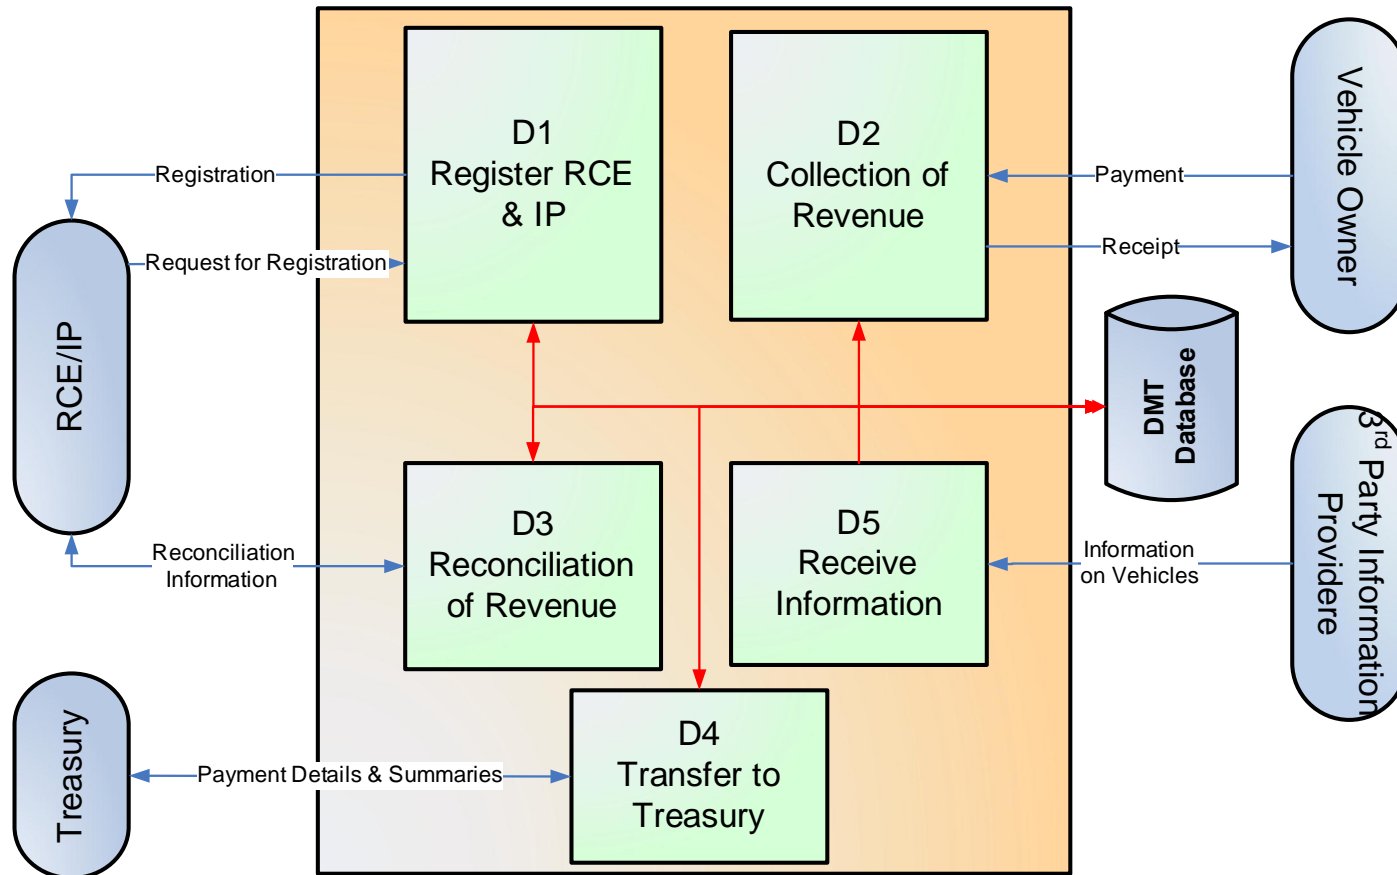 D1
Register RCE
& IP
D2
Collection of
Revenue
Vehicle Owner
Registration
Payment
Request for Registration
Receipt
RCE/IP
DMT
Database
3rd Party Information
Providere
D3
Reconciliation
of Revenue
D5
Receive
Information
Reconciliation
Information
Information
on Vehicles
Treasury
D4
Transfer to
Treasury
Payment Details & Summaries